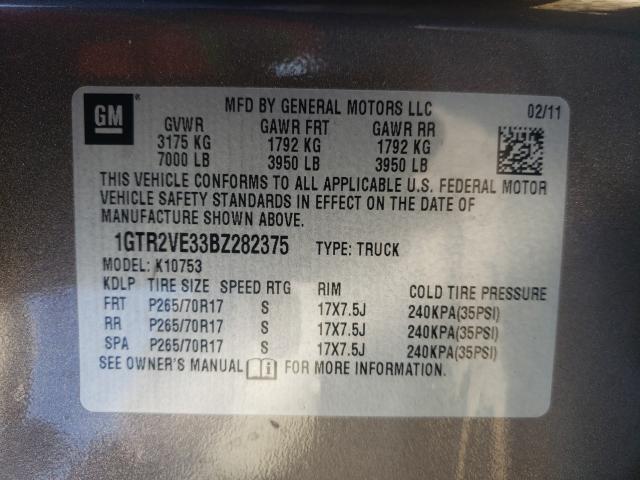 GM ®
MFD BY GENERAL MOTORS LLC 02/11
GVWR GAWR FRT GAWR RR
3175 KG 1792 KG 1792 KG
7000 LB 3950 LB 3950 LB
THIS VEHICLE CONFORMS TO ALL APPLICABLE U.S. FEDERAL MOTOR
VEHICLE SAFETY STANDARDS IN EFFECT ON THE DATE OF
MANUFACTURE SHOWN ABOVE.
1GTR2VE33BZ282375 TYPE: TRUCK
MODEL: K10753
KDLP TIRE SIZE SPEED RTG RIM COLD TIRE PRESSURE
FRT P265/70R17 S 17X7.5J 240KPA(35PSI)
RR P265/70R17 S 17X7.5J 240KPA(35PSI)
SPA P265/70R17 S 17X7.5J 240KPA(35PSI)
SEE OWNER'S MANUAL i FOR MORE INFORMATION.